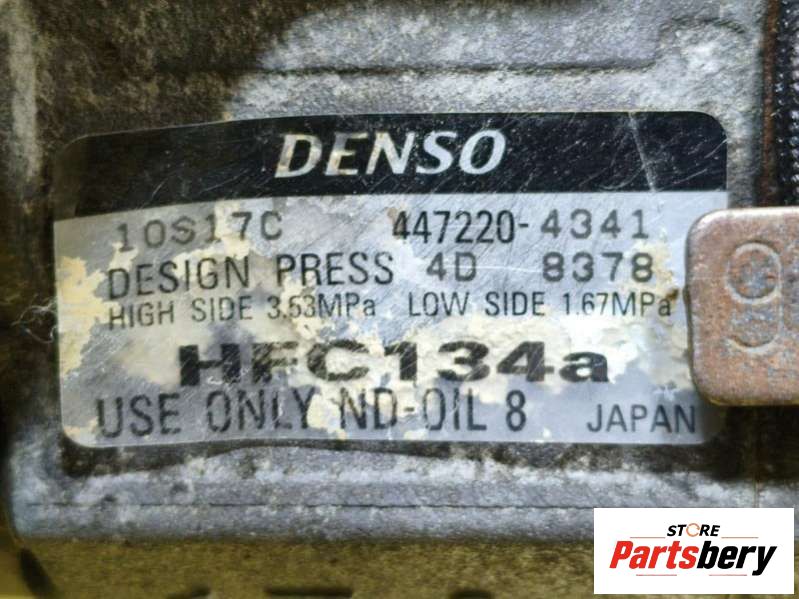 DENSO
10S17C 447220-4341
DESIGN PRESS 4D 8378
HIGH SIDE 3.53MPa LOW SIDE 1.67MPa
HFC134a
USE ONLY ND-OIL 8 JAPAN
STORE
Partsbery